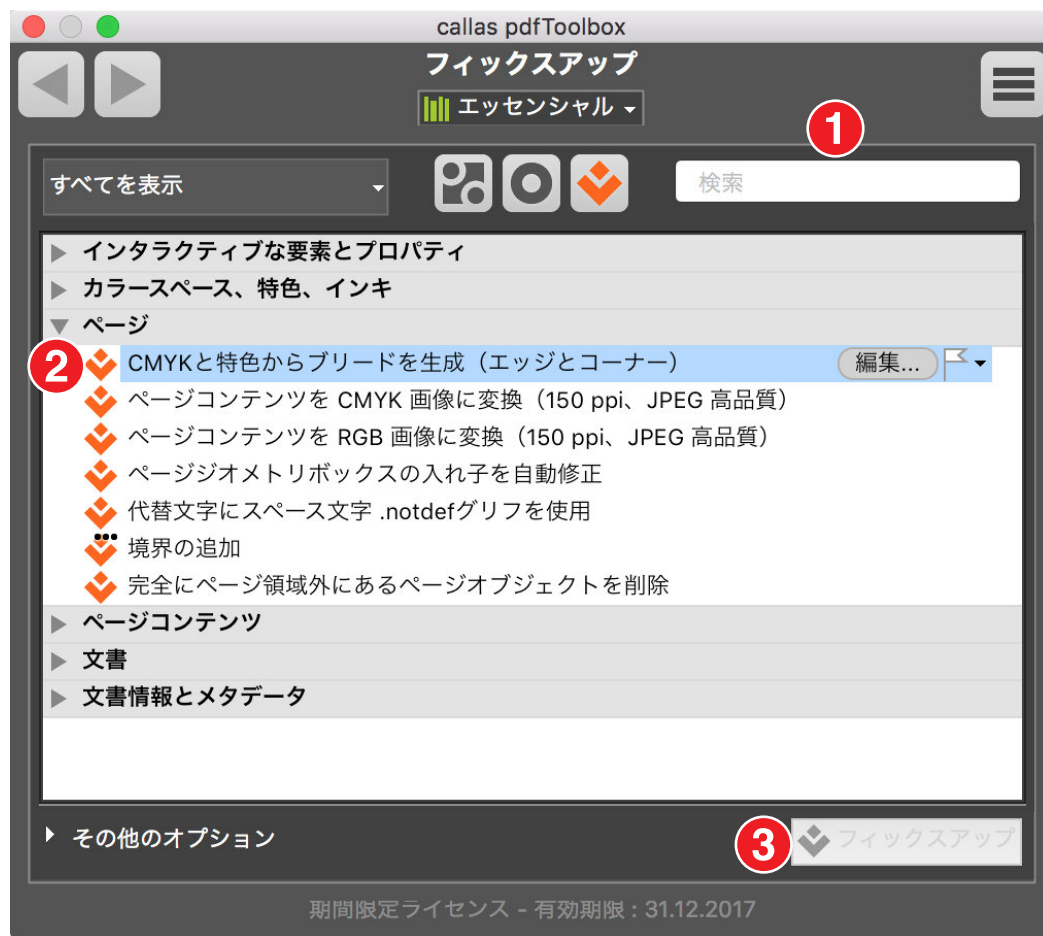 callas pdfToolbox
フィックスアップ
エッセンシャル
1
すべてを表示
検索
インタラクティブな要素とプロパティ
カラースペース、特色、インキ
ページ
2
CMYKと特色からブリードを生成（エッジとコーナー）
編集...
ページコンテンツを CMYK 画像に変換（150 ppi、JPEG 高品質）
ページコンテンツを RGB 画像に変換（150 ppi、JPEG 高品質）
ページジオメトリボックスの入れ子を自動修正
代替文字にスペース文字 .notdefグリフを使用
境界の追加
完全にページ領域外にあるページオブジェクトを削除
ページコンテンツ
文書
文書情報とメタデータ
その他のオプション
3
フィックスアップ
期間限定ライセンス - 有効期限 : 31.12.2017